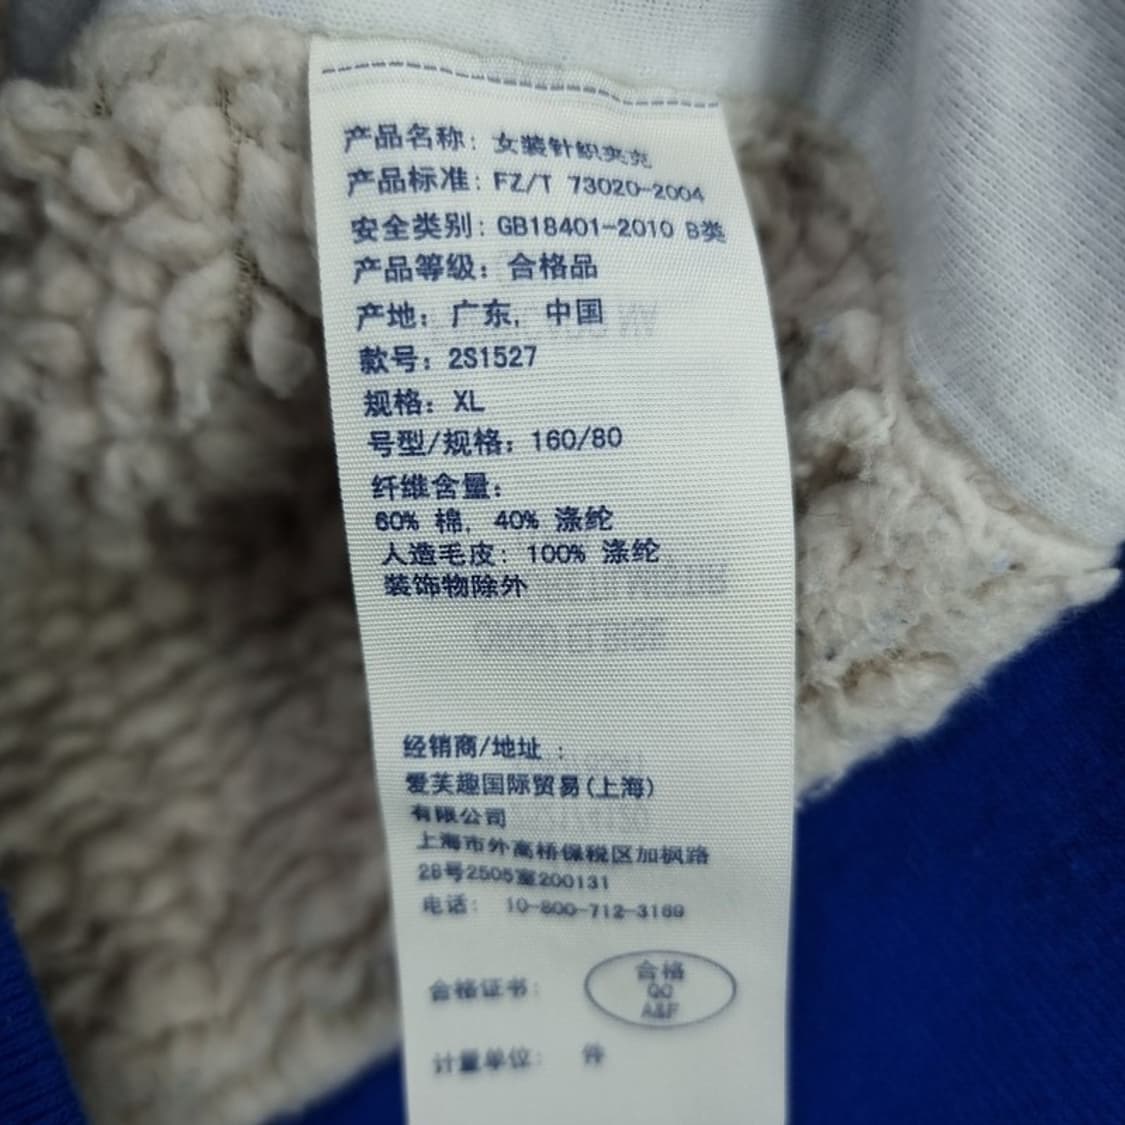 产品名称: 女装针织夹克
产品标准: FZ/T 73020-2004
安全类别: GB18401-2010 B类
产品等级: 合格品
产地: 广东, 中国
款号: 2S1527
规格: XL
号型/规格: 160/80
纤维含量:
60% 棉, 40% 涤纶
人造毛皮: 100% 涤纶
装饰物除外
经销商/地址 :
爱芙趣国际贸易(上海)
有限公司
上海市外高桥保税区加枫路
28号2505室200131
电话: 10-800-712-3169
合格证书:
合格
QC
A&F
计量单位: 件